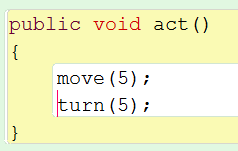 public void act()
{
    move(5);
    turn(5);
}